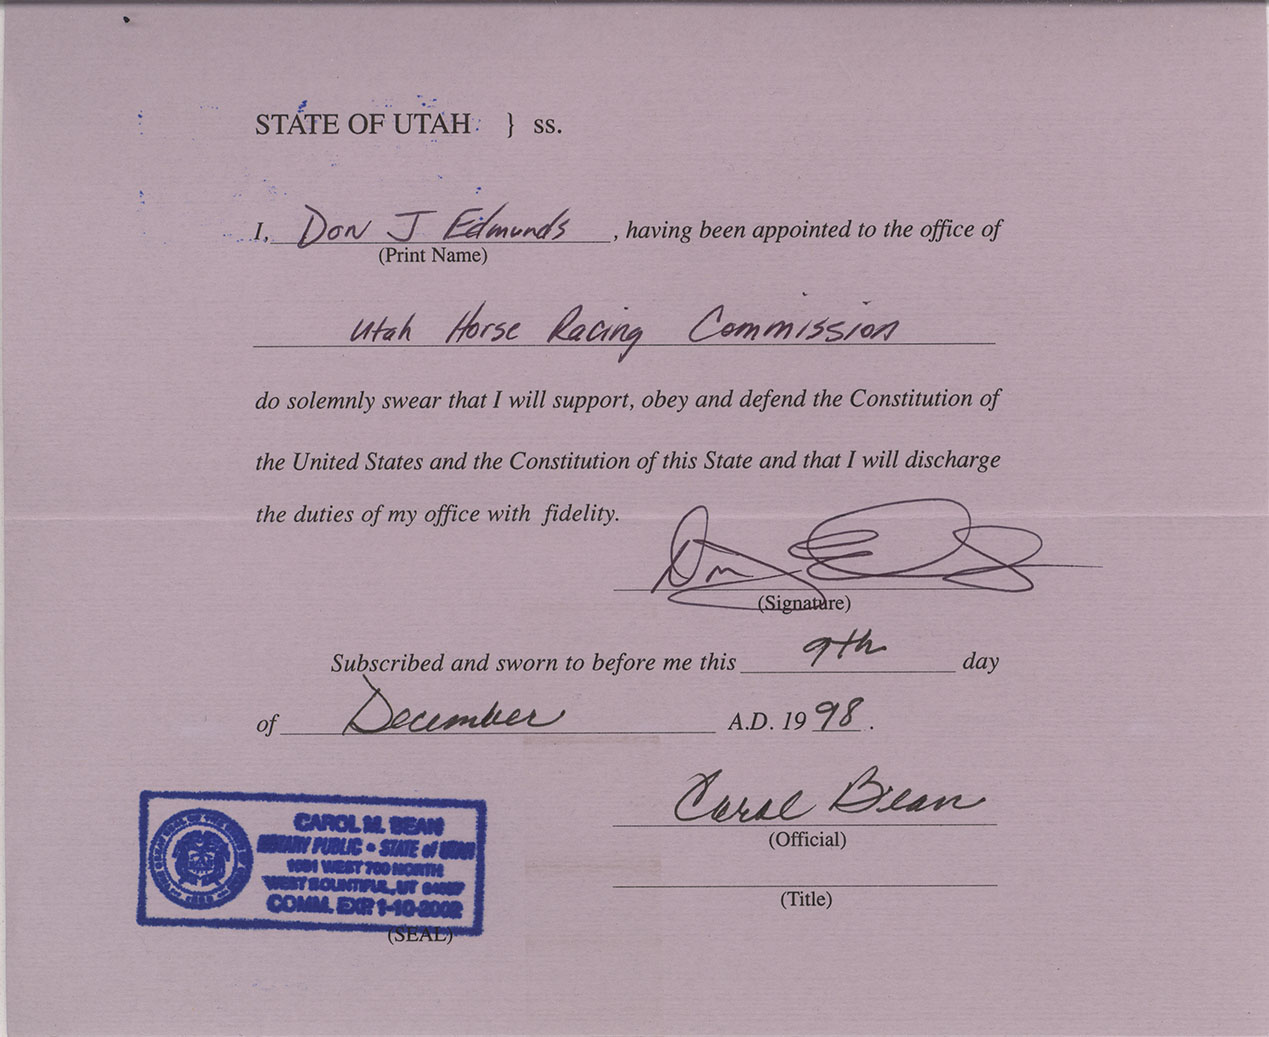 STATE OF UTAH } ss.
I, Don J Edmunds, having been appointed to the office of
(Print Name)
Utah Horse Racing Commission
do solemnly swear that I will support, obey and defend the Constitution of
the United States and the Constitution of this State and that I will discharge
the duties of my office with fidelity.
(Signature)
Subscribed and sworn to before me this 9th day
of December A.D. 1998.
Carol Bean
(Official)
(Title)
CAROL M. BEAN
NOTARY PUBLIC • STATE of UTAH
WEST 700 NORTH
WEST BOUNTIFUL, UT
COMM. EXP. 1-10-2002
(SEAL)